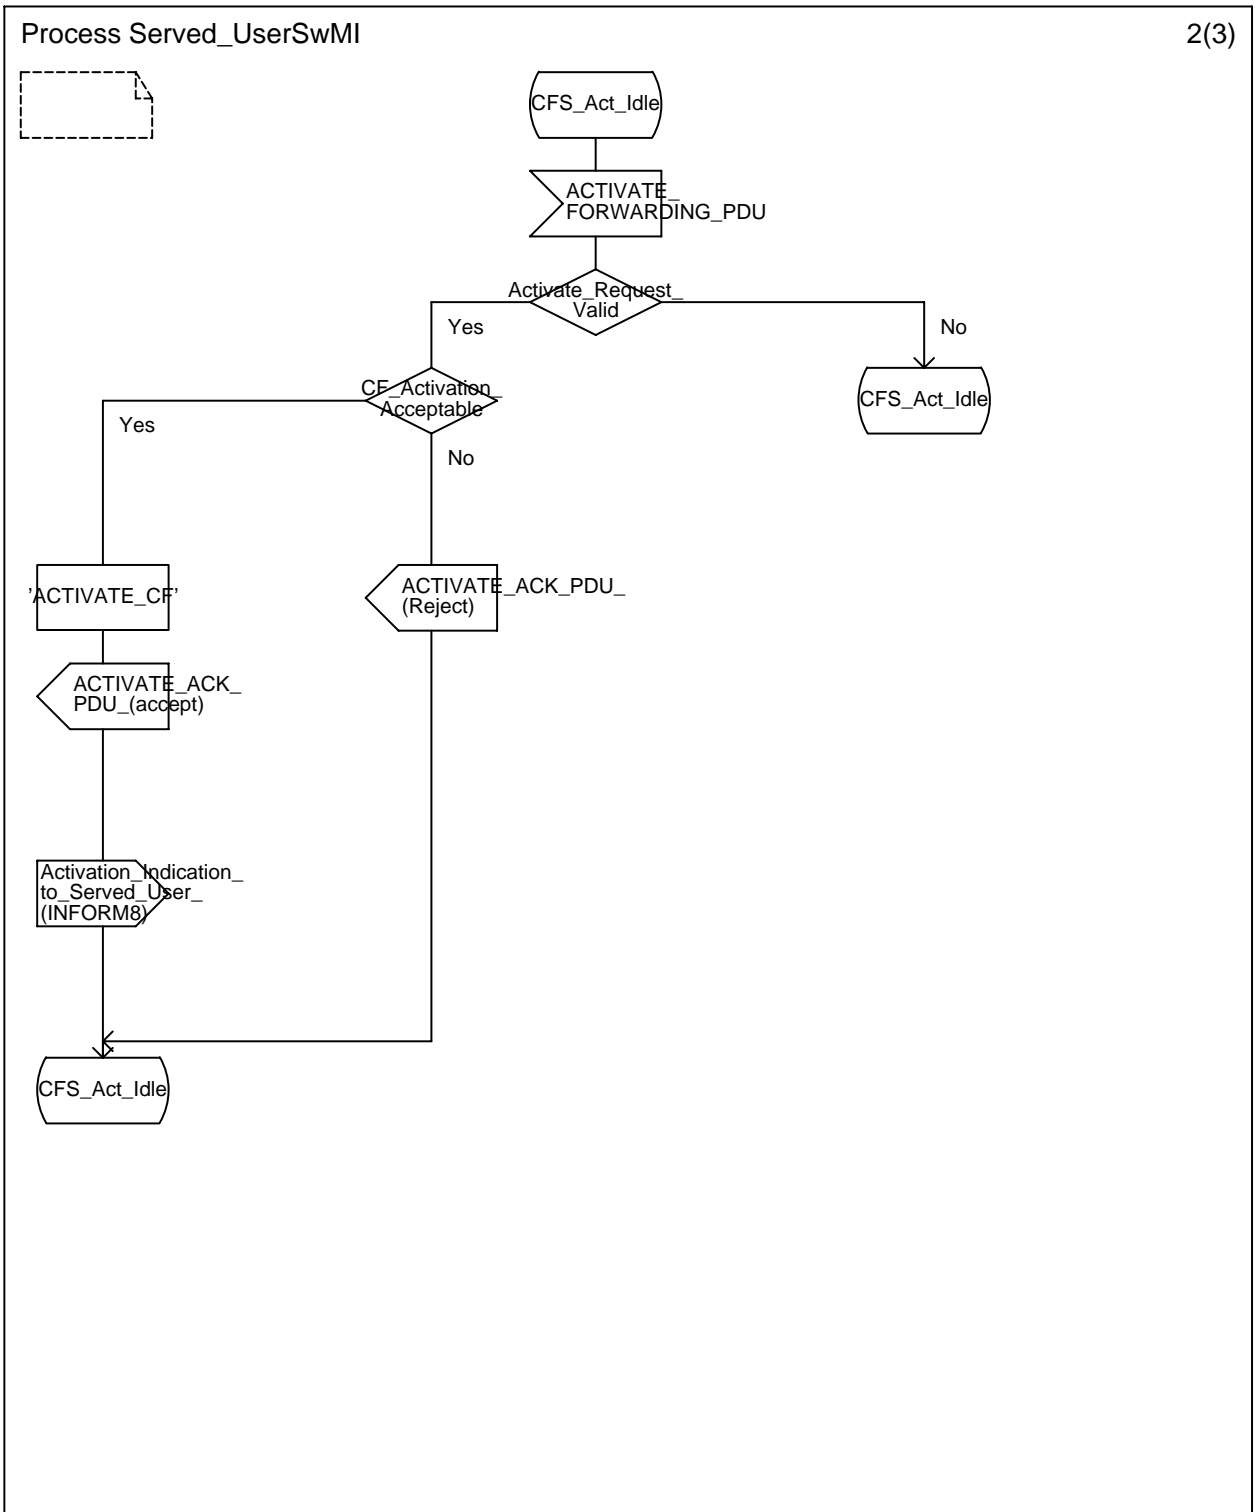 Process Served_UserSwMI
2(3)
CFS_Act_Idle
ACTIVATE_
FORWARDING_PDU
Activate_Request_
Valid
Yes
No
CF_Activation_
Acceptable
CFS_Act_Idle
Yes
No
'ACTIVATE_CF'
ACTIVATE_ACK_PDU_
(Reject)
ACTIVATE_ACK_
PDU_(accept)
Activation_Indication_
to_Served_User_
(INFORM8)
CFS_Act_Idle